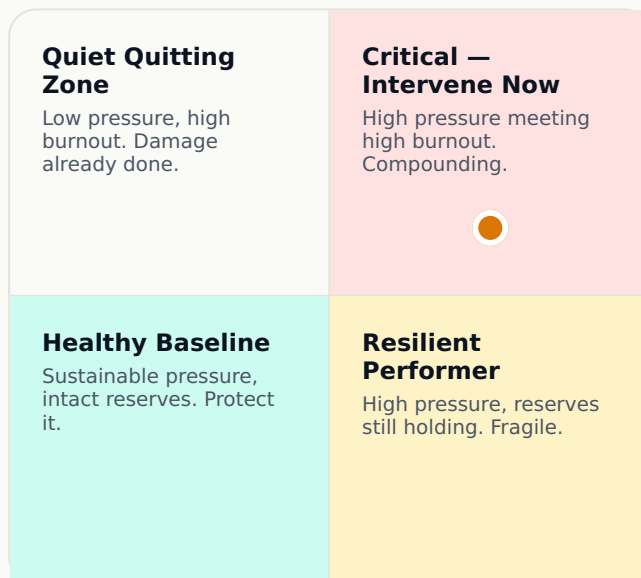 Quiet Quitting
Zone
Low pressure, high
burnout. Damage
already done.
Critical —
Intervene Now
High pressure meeting
high burnout.
Compounding.
Healthy Baseline
Sustainable pressure,
intact reserves. Protect
it.
Resilient
Performer
High pressure, reserves
still holding. Fragile.